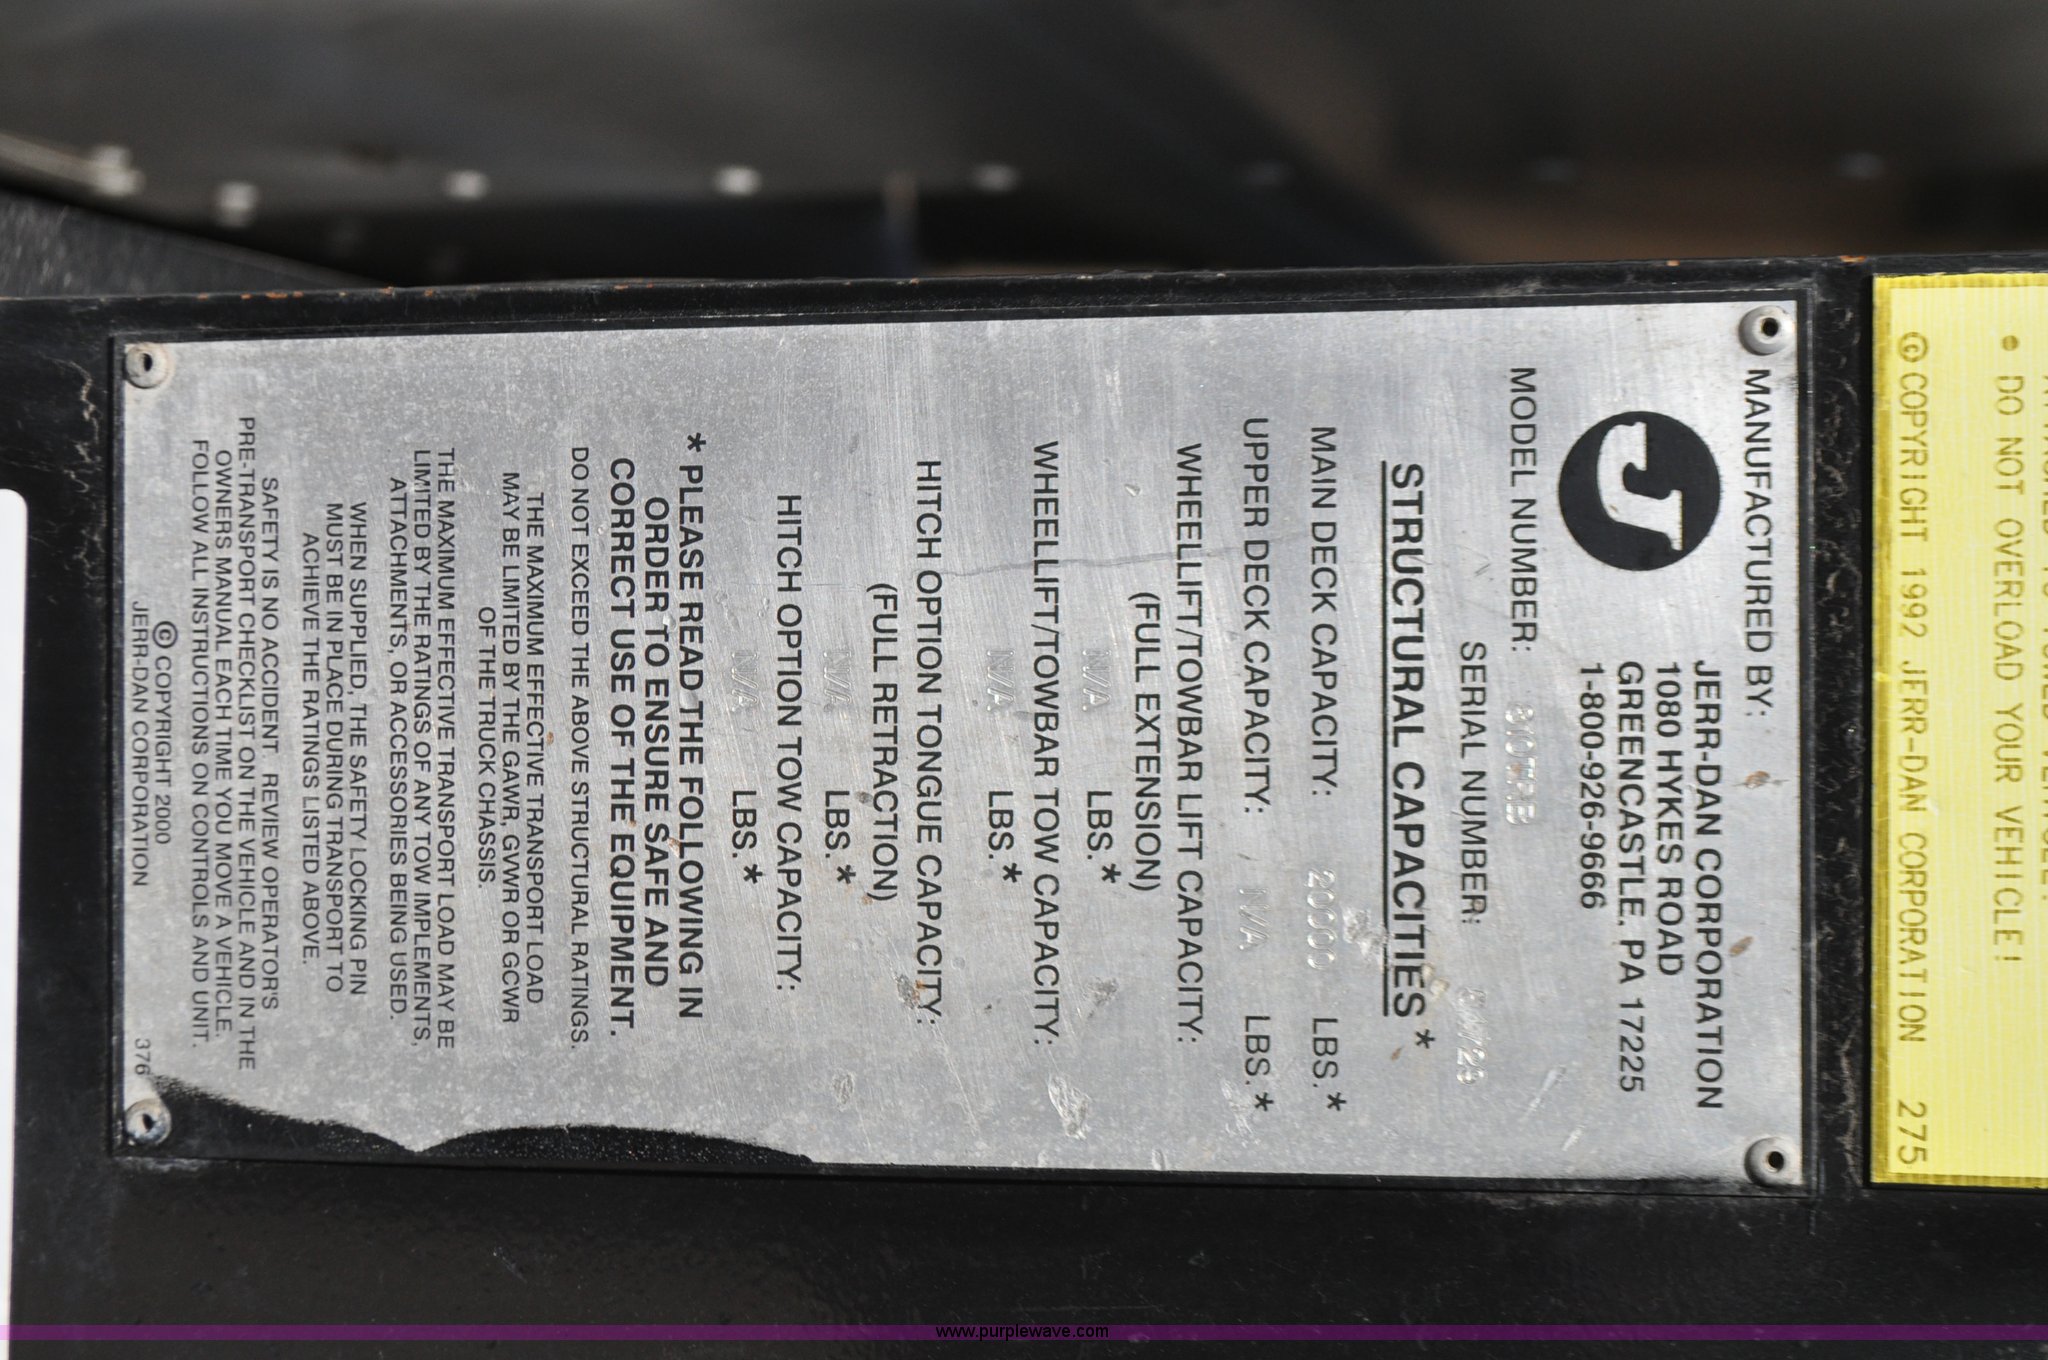 MANUFACTURED BY:
J
JERR-DAN CORPORATION
1080 HYKES ROAD
GREENCASTLE, PA 17225
1-800-926-9666
MODEL NUMBER:
SERIAL NUMBER:
STRUCTURAL CAPACITIES *
MAIN DECK CAPACITY: 20000 LBS.*
UPPER DECK CAPACITY: N/A LBS.*
WHEELLIFT/TOWBAR LIFT CAPACITY:
(FULL EXTENSION)
N/A LBS.*
WHEELLIFT/TOWBAR TOW CAPACITY:
N/A LBS.*
HITCH OPTION TONGUE CAPACITY:
(FULL RETRACTION)
N/A LBS.*
HITCH OPTION TOW CAPACITY:
N/A LBS.*
* PLEASE READ THE FOLLOWING IN
ORDER TO ENSURE SAFE AND
CORRECT USE OF THE EQUIPMENT.
DO NOT EXCEED THE ABOVE STRUCTURAL RATINGS.
THE MAXIMUM EFFECTIVE TRANSPORT LOAD
MAY BE LIMITED BY THE GAWR, GVWR OR GCWR
OF THE TRUCK CHASSIS.
THE MAXIMUM EFFECTIVE TRANSPORT LOAD MAY BE
LIMITED BY THE RATINGS OF ANY TOW IMPLEMENTS,
ATTACHMENTS, OR ACCESSORIES BEING USED.
WHEN SUPPLIED, THE SAFETY LOCKING PIN
MUST BE IN PLACE DURING TRANSPORT TO
ACHIEVE THE RATINGS LISTED ABOVE.
SAFETY IS NO ACCIDENT. REVIEW OPERATOR'S
PRE-TRANSPORT CHECKLIST ON THE VEHICLE AND IN THE
OWNERS MANUAL EACH TIME YOU MOVE A VEHICLE.
FOLLOW ALL INSTRUCTIONS ON CONTROLS AND UNIT.
© COPYRIGHT 2000
JERR-DAN CORPORATION 376
• DO NOT OVERLOAD YOUR VEHICLE!
© COPYRIGHT 1992 JERR-DAN CORPORATION 275
www.purplewave.com